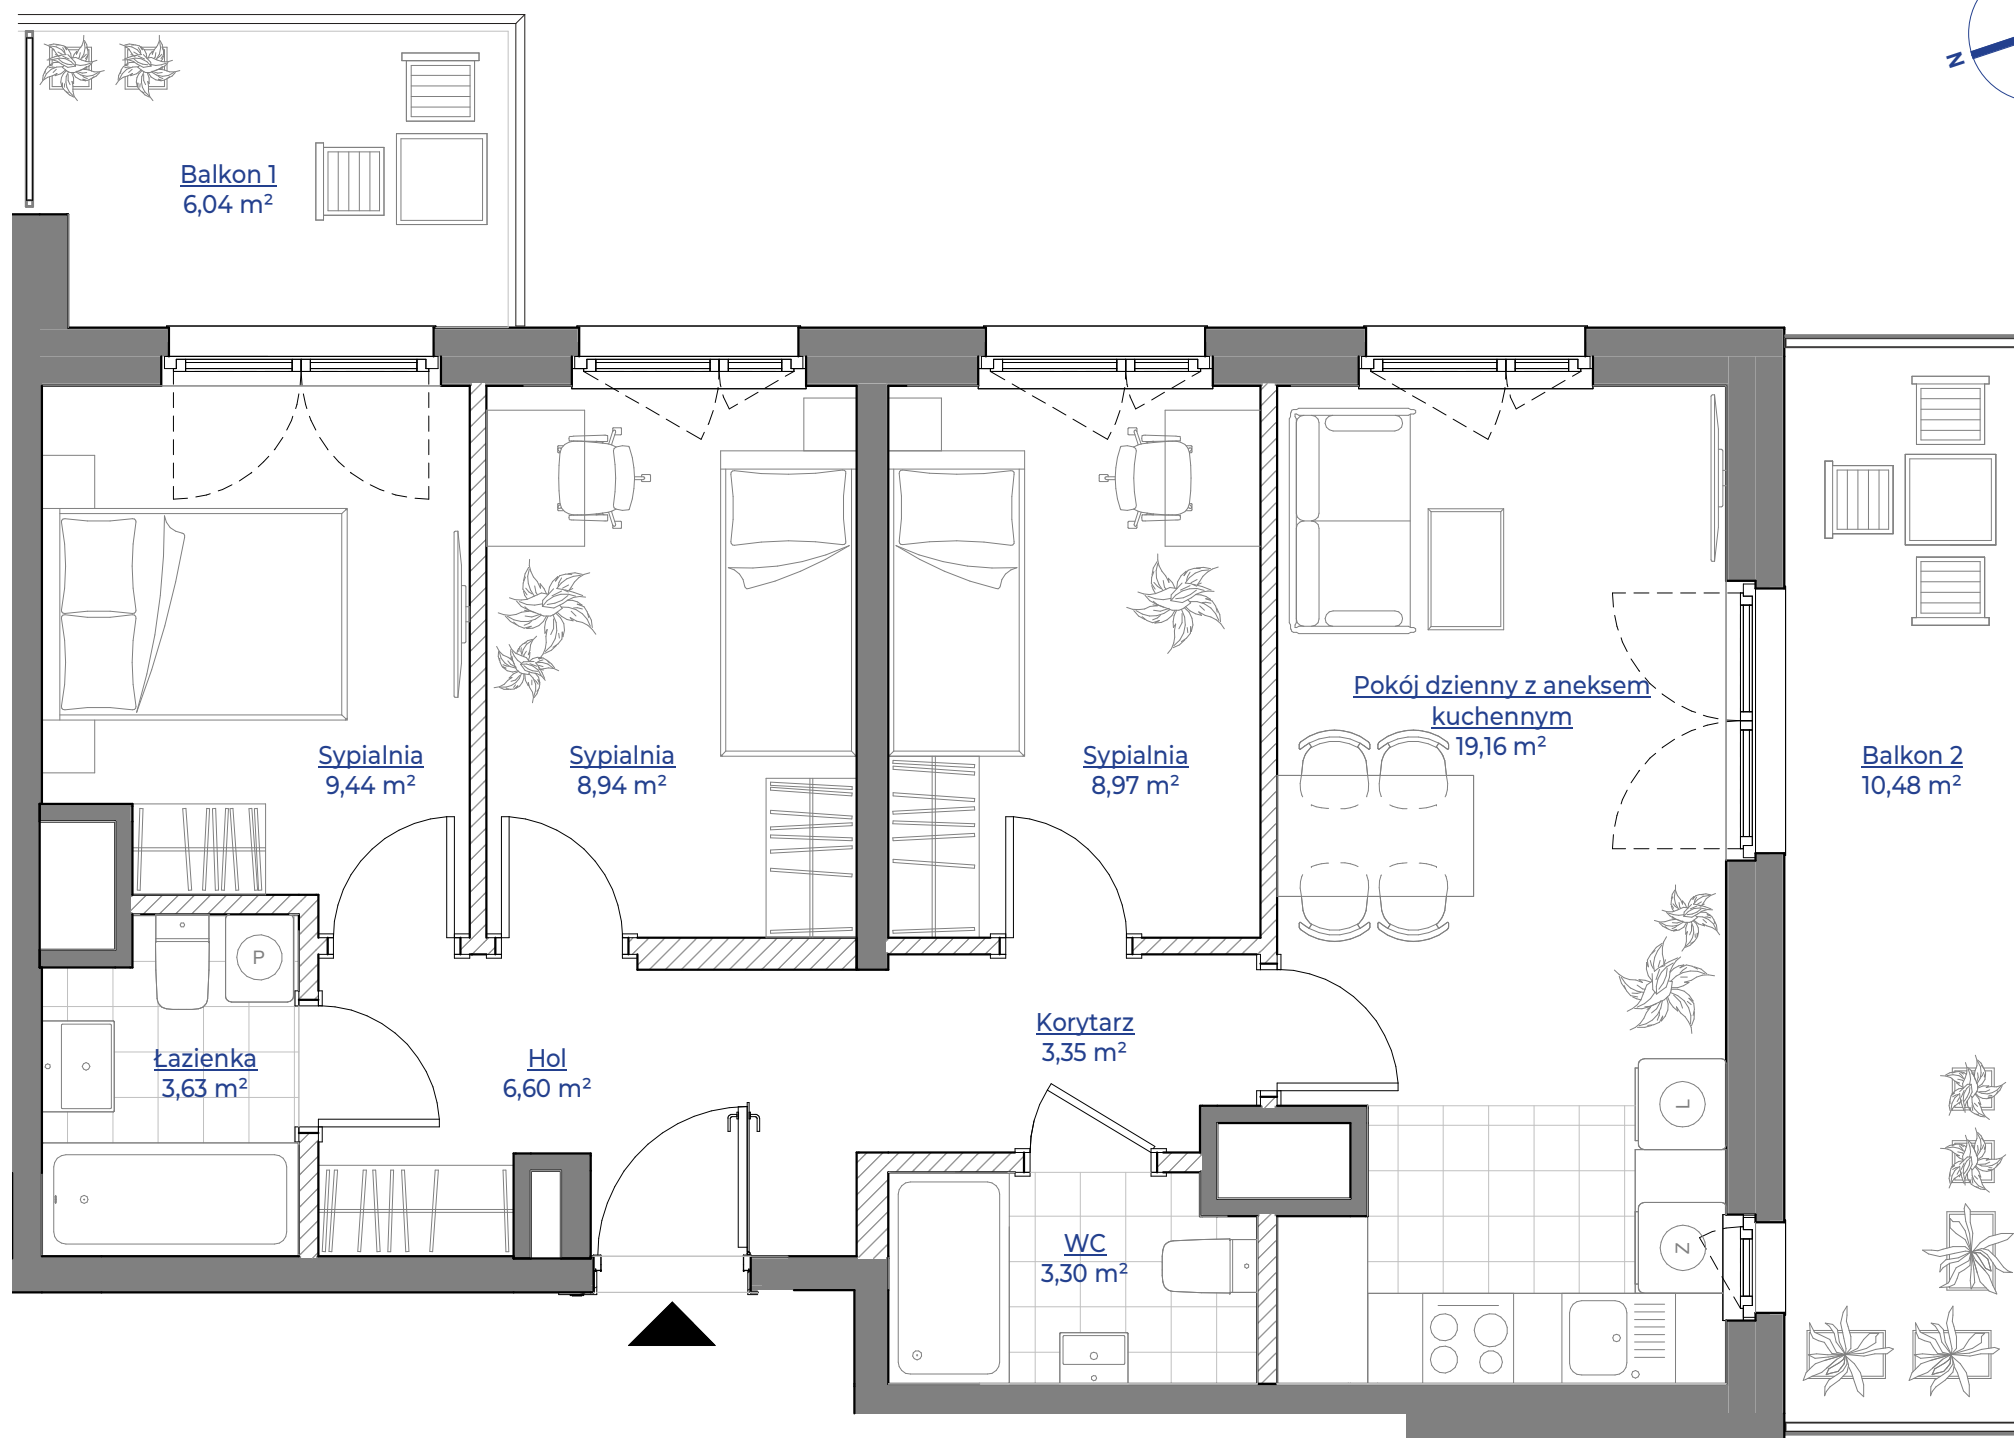 N
Balkon 1
6,04 m²
Sypialnia
9,44 m²
Sypialnia
8,94 m²
Sypialnia
8,97 m²
Pokój dzienny z aneksem
kuchennym
19,16 m²
Balkon 2
10,48 m²
P
Łazienka
3,63 m²
Hol
6,60 m²
Korytarz
3,35 m²
L
WC
3,30 m²
Z